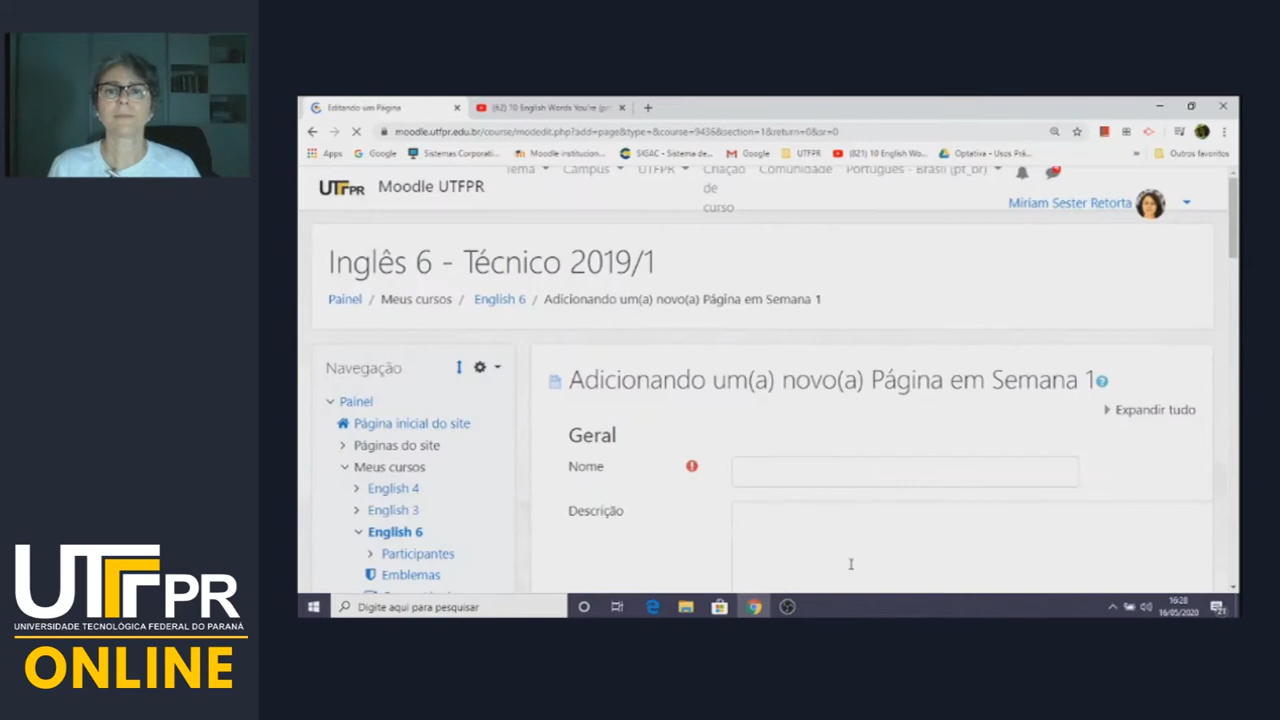 Editando um Página
(62) 10 English Words You're (pr
moodle.utfpr.edu.br/course/modedit.php?add=page&type=&course=9436&section=1&return=0&sr=0
Apps
Google
Sistemas Corporati...
Moodle institucion...
SIGAC - Sistema de...
Google
UTFPR
(821) 10 English Wo...
Optativa - Usos Prá...
»
Outros favoritos
UTFPR Moodle UTFPR
Tema
Campus
UTFPR
Criação de curso
Comunidade
Português - Brasil (pt_br)
Miriam Sester Retorta
Inglês 6 - Técnico 2019/1
Painel / Meus cursos / English 6 / Adicionando um(a) novo(a) Página em Semana 1
Navegação
Painel
Página inicial do site
Páginas do site
Meus cursos
English 4
English 3
English 6
Participantes
Emblemas
Adicionando um(a) novo(a) Página em Semana 1
Expandir tudo
Geral
Nome
Descrição
Digite aqui para pesquisar
16:28
16/05/2020
21
UTFPR
UNIVERSIDADE TECNOLÓGICA FEDERAL DO PARANÁ
ONLINE